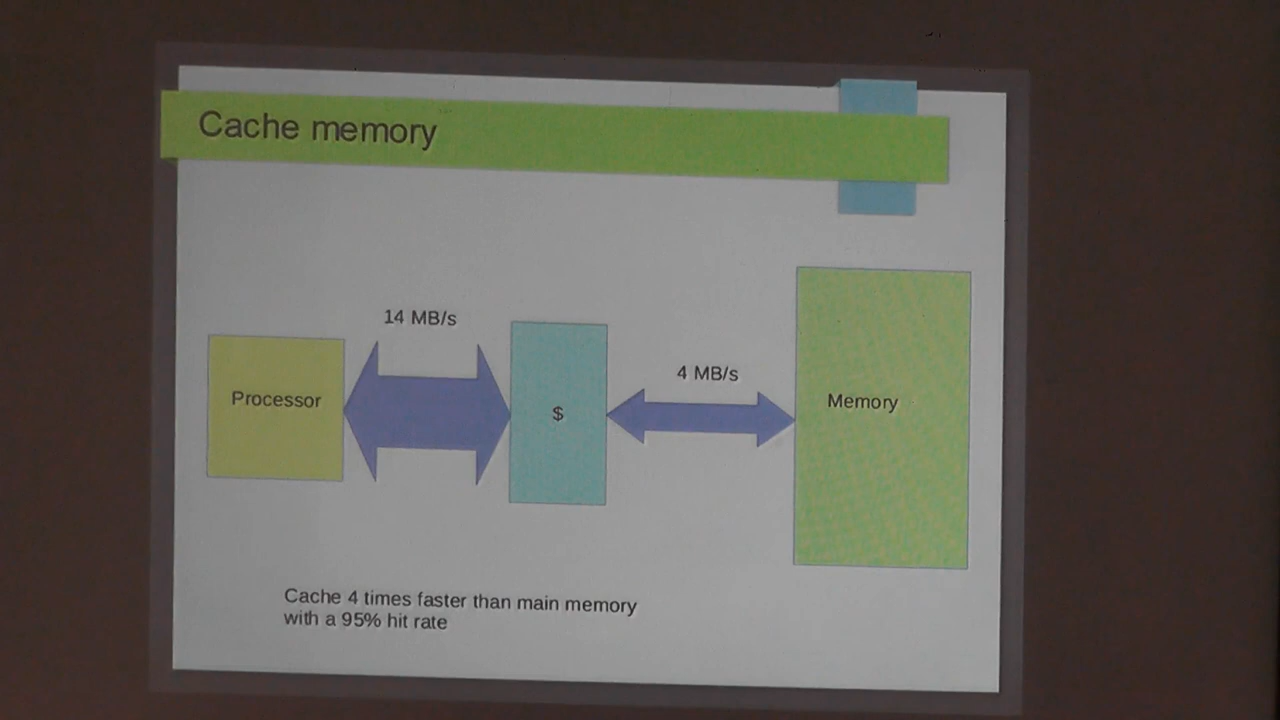 Cache memory
14 MB/s
4 MB/s
Processor
$
Memory
Cache 4 times faster than main memory
with a 95% hit rate